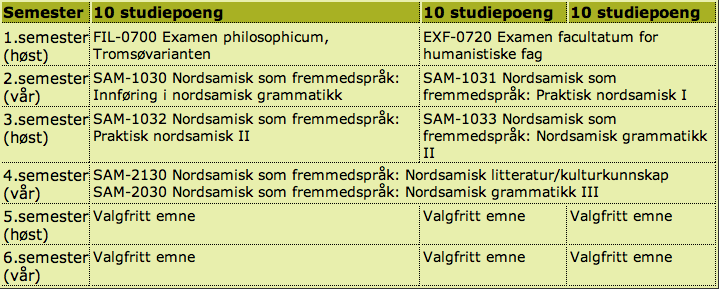 Semester 10 studiepoeng 10 studiepoeng 10 studiepoeng
1.semester FIL-0700 Examen philosophicum, EXF-0720 Examen facultatum for
(høst) Tromsøvarianten humanistiske fag
2.semester SAM-1030 Nordsamisk som fremmedspråk: SAM-1031 Nordsamisk som
(vår) Innføring i nordsamisk grammatikk fremmedspråk: Praktisk nordsamisk I
3.semester SAM-1032 Nordsamisk som fremmedspråk: SAM-1033 Nordsamisk som
(høst) Praktisk nordsamisk II fremmedspråk: Nordsamisk grammatikk
II
4.semester SAM-2130 Nordsamisk som fremmedspråk: Nordsamisk litteratur/kulturkunnskap
(vår) SAM-2030 Nordsamisk som fremmedspråk: Nordsamisk grammatikk III
5.semester Valgfritt emne Valgfritt emne Valgfritt emne
(høst)
6.semester Valgfritt emne Valgfritt emne Valgfritt emne
(vår)